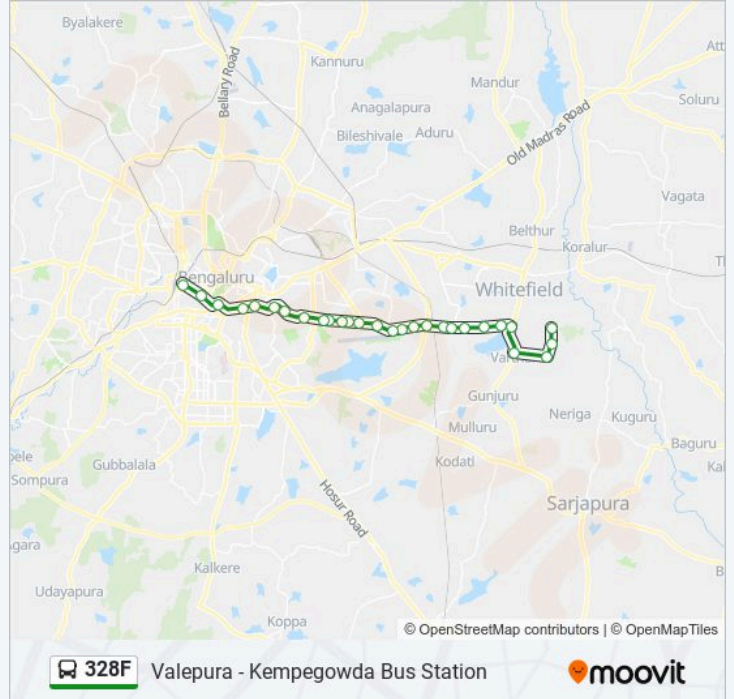 Byalakere
Kannuru
Att
Bellary Road
Mandur
Soluru
Anagalapura
Bileshivale
Aduru
Old Madras Road
Vagata
Belthur
Koralur
Bengaluru
Whitefield
Gunjuru
Neriga
Kuguru
Mulluru
Baguru
Kodati
Gubbalala
Sompura
Hosur Road
Sarjapura
Kalkere
Udayapura
Koppa
© OpenStreetMap contributors | © OpenMapTiles
328F Valepura - Kempegowda Bus Station moovit